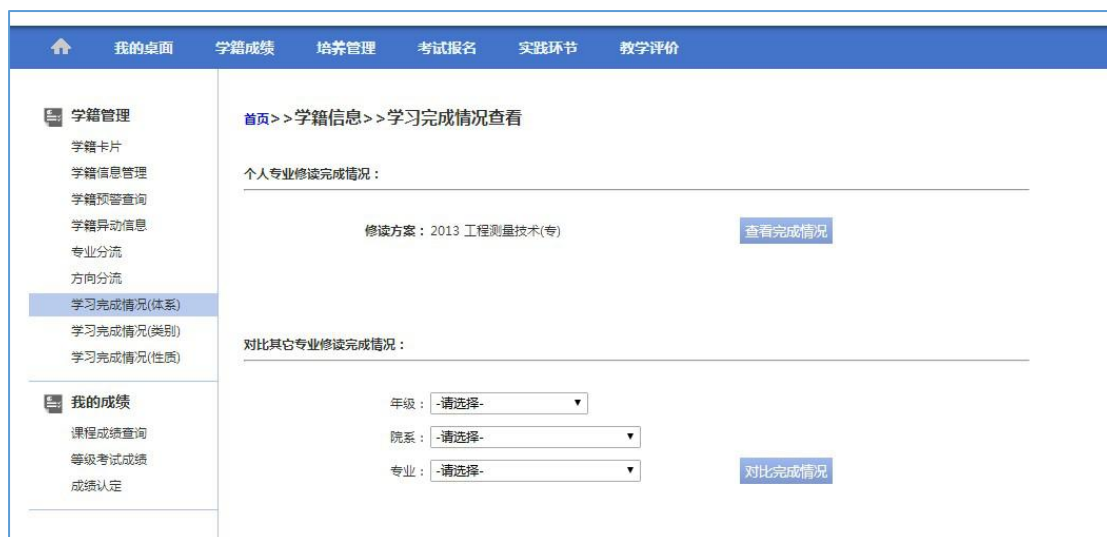 我的桌面 学籍成绩 培养管理 考试报名 实践环节 教学评价
学籍管理
学籍卡片
学籍信息管理
学籍预警查询
学籍异动信息
专业分流
方向分流
学习完成情况(体系)
学习完成情况(类别)
学习完成情况(性质)
我的成绩
课程成绩查询
等级考试成绩
成绩认定
首页>>学籍信息>>学习完成情况查看
个人专业修读完成情况：
修读方案：2013 工程测量技术(专) 查看完成情况
对比其它专业修读完成情况：
年级：-请选择-
院系：-请选择-
专业：-请选择- 对比完成情况